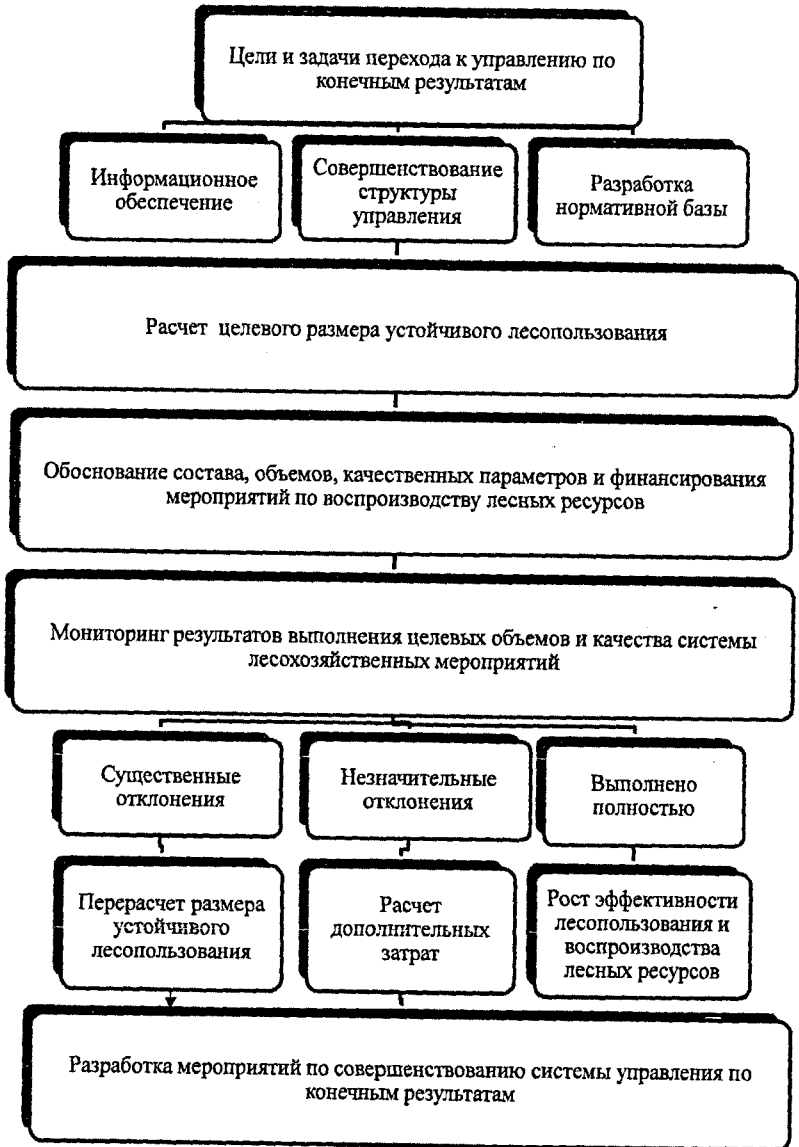 Цели и задачи перехода к управлению по
конечным результатам
Информационное
обеспечение
Совершенствование
структуры
управления
Разработка
нормативной базы
Расчет целевого размера устойчивого лесопользования
Обоснование состава, объемов, качественных параметров и финансирования
мероприятий по воспроизводству лесных ресурсов
Мониторинг результатов выполнения целевых объемов и качества системы
лесохозяйственных мероприятий
Существенные
отклонения
Незначительные
отклонения
Выполнено
полностью
Перерасчет размера
устойчивого
лесопользования
Расчет
дополнительных
затрат
Рост эффективности
лесопользования и
воспроизводства
лесных ресурсов
Разработка мероприятий по совершенствованию системы управления по
конечным результатам